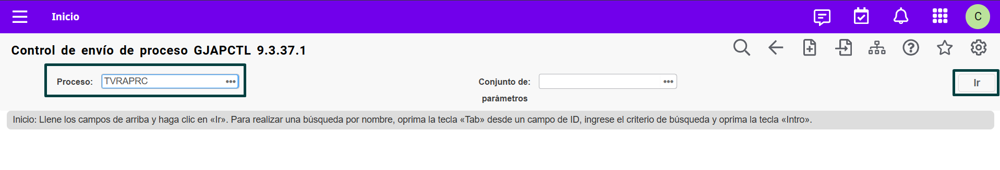 Inicio
C
Control de envío de proceso GJAPCTL 9.3.37.1
Proceso: TVRAPRC
Conjunto de:
parámetros
Ir
Inicio: Llene los campos de arriba y haga clic en «Ir». Para realizar una búsqueda por nombre, oprima la tecla «Tab» desde un campo de ID, ingrese el criterio de búsqueda y oprima la tecla «Intro».